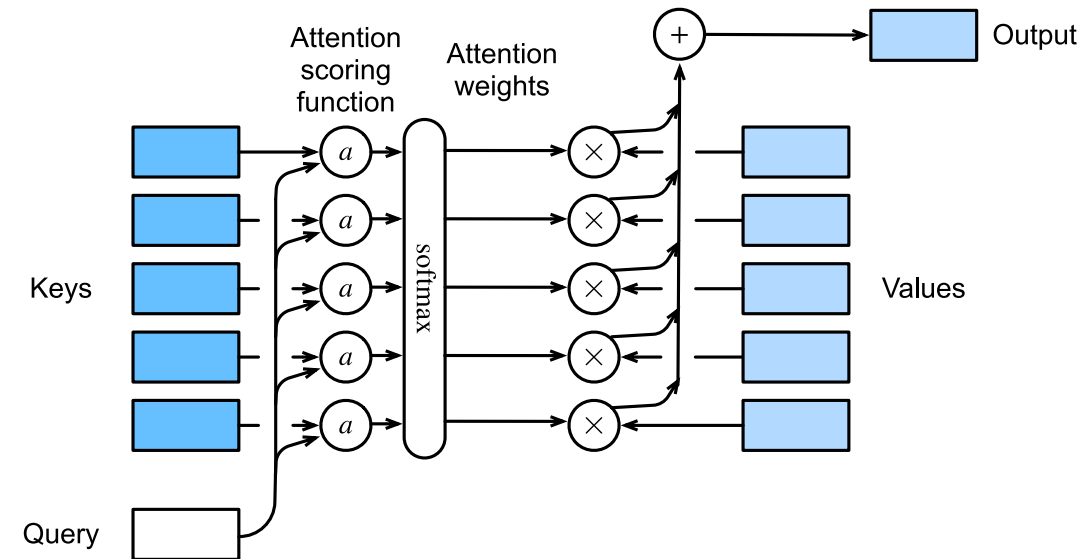 Attention
scoring
function
Attention
weights
+
Output
Keys
a
a
a
a
a
softmax
×
×
×
×
×
Values
Query